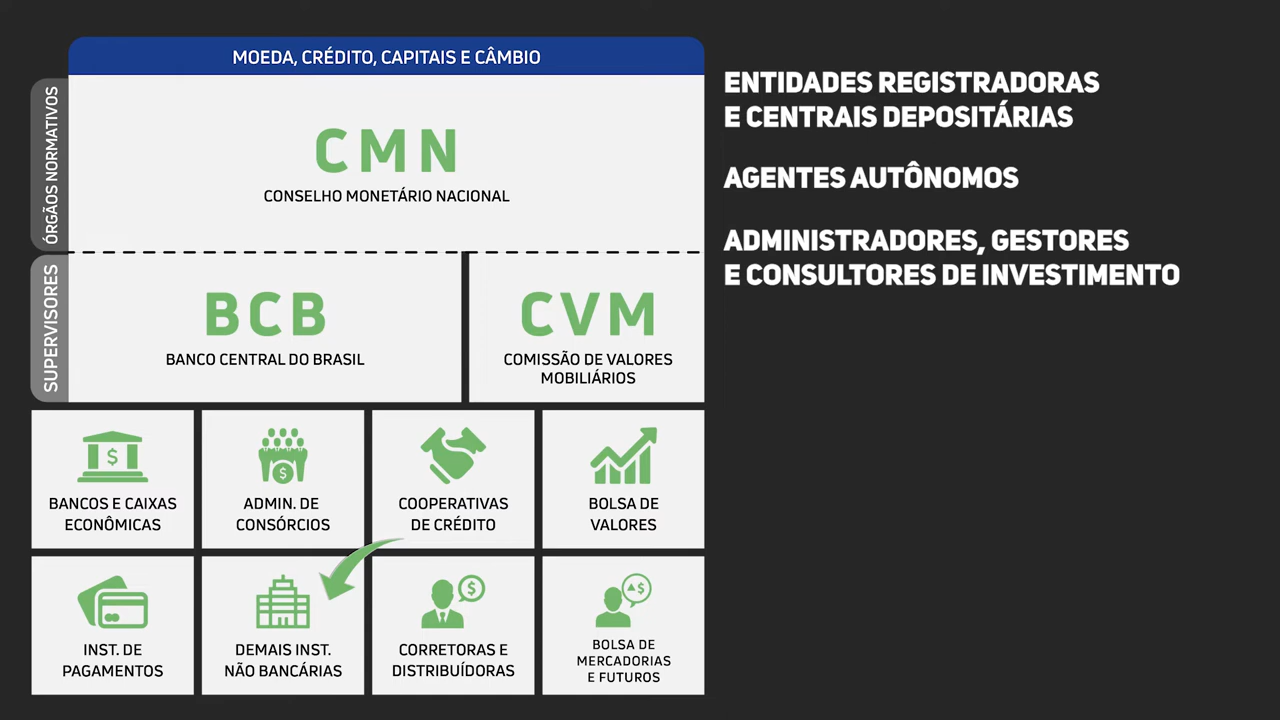 MOEDA, CRÉDITO, CAPITAIS E CÂMBIO
ÓRGÃOS NORMATIVOS
CMN
CONSELHO MONETÁRIO NACIONAL
SUPERVISORES
BCB
BANCO CENTRAL DO BRASIL
CVM
COMISSÃO DE VALORES
MOBILIÁRIOS
$
BANCOS E CAIXAS
ECONÔMICAS
$
ADMIN. DE
CONSÓRCIOS
COOPERATIVAS
DE CRÉDITO
BOLSA DE
VALORES
INST. DE
PAGAMENTOS
DEMAIS INST.
NÃO BANCÁRIAS
$
CORRETORAS E
DISTRIBUÍDORAS
$
BOLSA DE
MERCADORIAS
E FUTUROS
ENTIDADES REGISTRADORAS
E CENTRAIS DEPOSITÁRIAS
AGENTES AUTÔNOMOS
ADMINISTRADORES, GESTORES
E CONSULTORES DE INVESTIMENTO